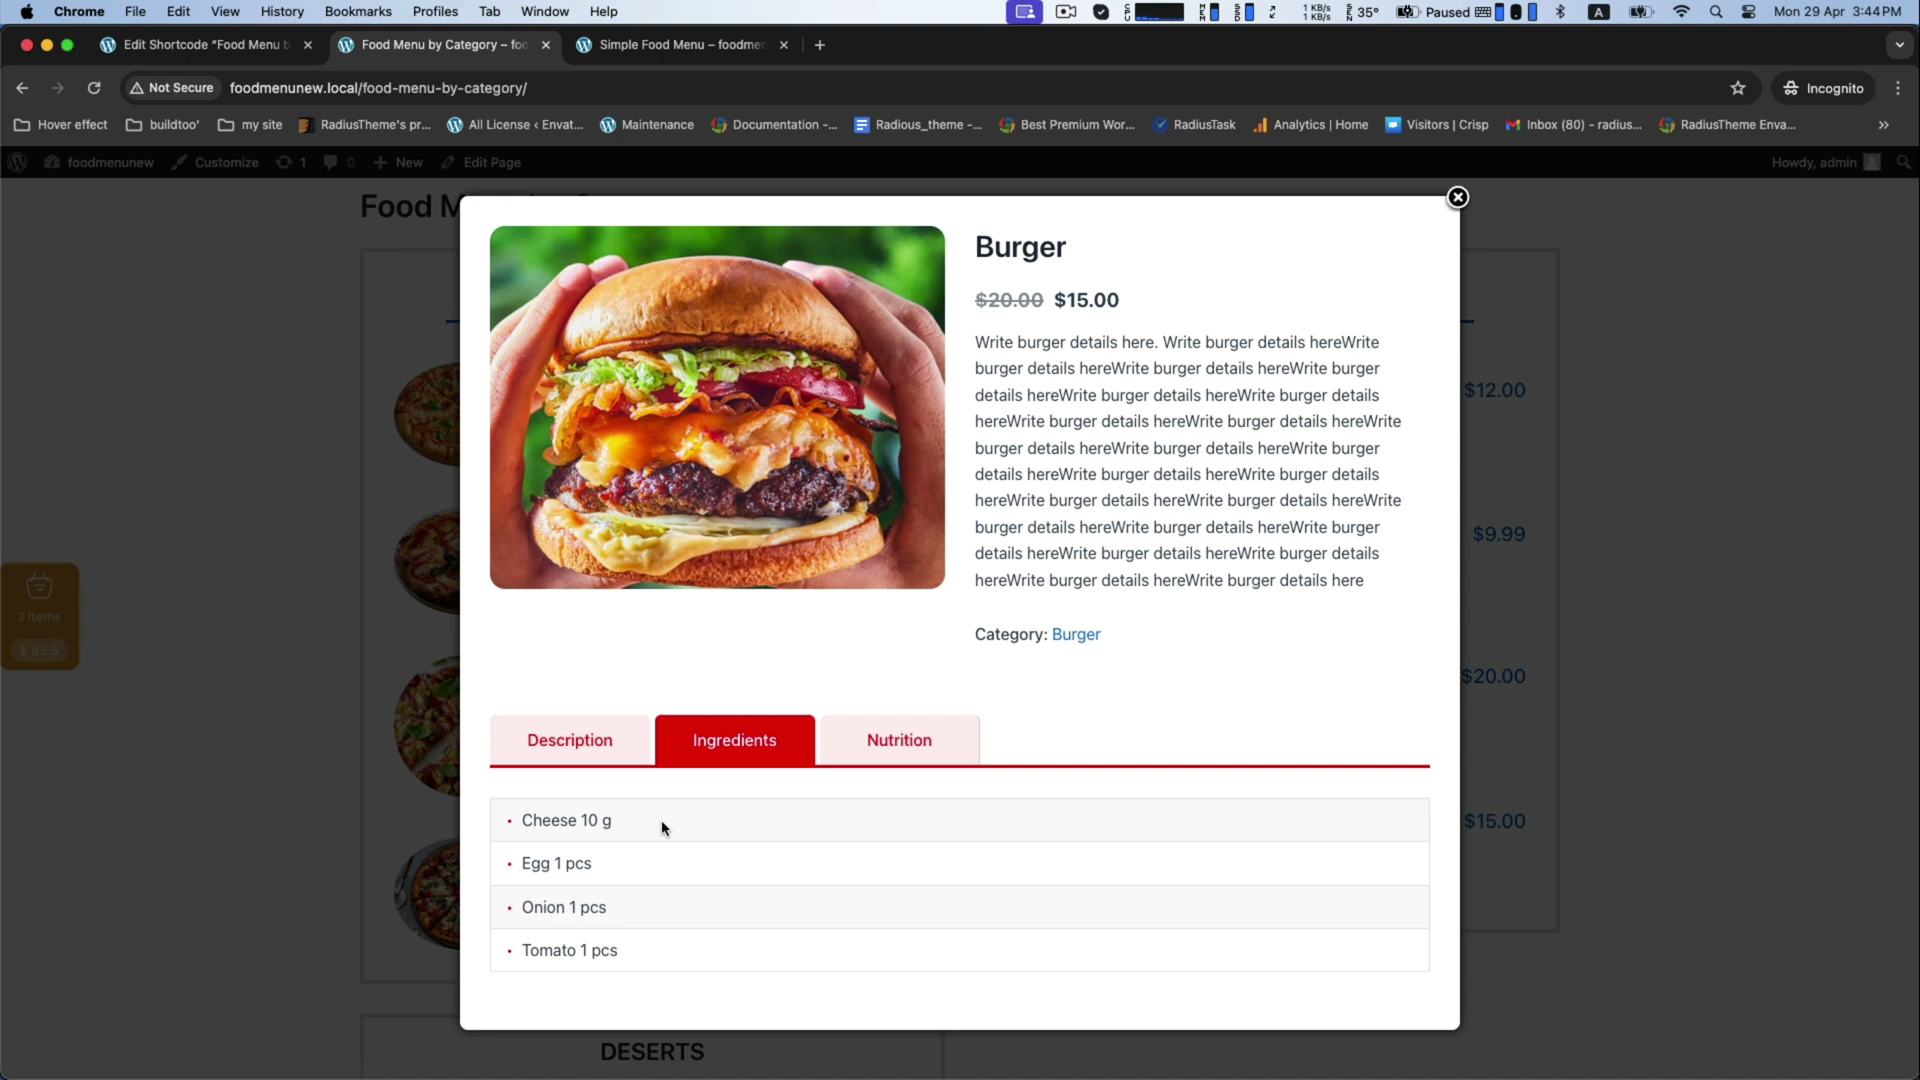 Chrome File Edit View History Bookmarks Profiles Tab Window Help
1 KB/s
1 KB/s
35° Paused A Mon 29 Apr 3:44 PM
Edit Shortcode “Food Menu b
Food Menu by Category – foo
Simple Food Menu – foodmen
Not Secure foodmenunew.local/food-menu-by-category/ Incognito
Hover effect buildtoo' my site RadiusTheme's pr... All License ‹ Envat... Maintenance Documentation -... Radious_theme -... Best Premium Wor... RadiusTask Analytics | Home Visitors | Crisp Inbox (80) - radius... RadiusTheme Enva... »
foodmenunew Customize 1 0 New Edit Page Howdy, admin
Food M
Burger
$20.00 $15.00
Write burger details here. Write burger details hereWrite
burger details hereWrite burger details hereWrite burger
details hereWrite burger details hereWrite burger details
hereWrite burger details hereWrite burger details hereWrite
burger details hereWrite burger details hereWrite burger
details hereWrite burger details hereWrite burger details
hereWrite burger details hereWrite burger details hereWrite
burger details hereWrite burger details hereWrite burger
details hereWrite burger details hereWrite burger details
hereWrite burger details hereWrite burger details here
Category: Burger
$12.00
$9.99
$20.00
$15.00
3 Items
$ 85.5
Description Ingredients Nutrition
Cheese 10 g
Egg 1 pcs
Onion 1 pcs
Tomato 1 pcs
DESERTS